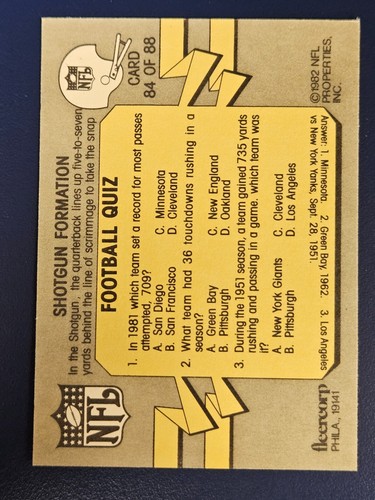 NFL
CARD
84 OF 88
SHOTGUN FORMATION
In the Shotgun, the quarterback lines up five-to-seven
yards behind the line of scrimmage to take the snap
NFL
FOOTBALL QUIZ
1. In 1981 which team set a record for most passes
attempted, 709?
A. San Diego C. Minnesota
B. San Francisco D. Cleveland
2. What team had 36 touchdowns rushing in a
season?
A. Green Bay C. New England
B. Pittsburgh D. Oakland
3. During the 1951 season, a team gained 735 yards
rushing and passing in a game. which team was
it?
A. New York Giants C. Cleveland
B. Pittsburgh D. Los Angeles
Answer: 1. Minnesota 2. Green Bay, 1962. 3. Los Angeles
vs New York Yanks, Sept. 28, 1951.
fleercorp
PHILA., 19141
©1982 NFL
PROPERTIES,
INC.